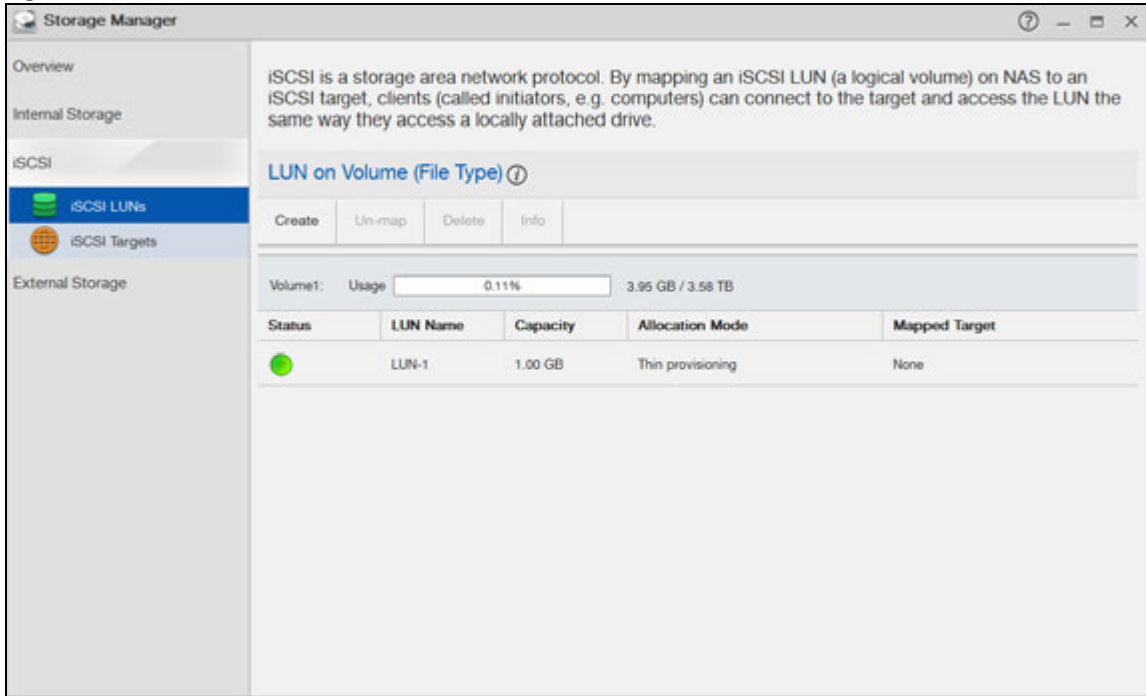 Storage Manager
Overview
Internal Storage
iSCSI
iSCSI LUNs
iSCSI Targets
External Storage
iSCSI is a storage area network protocol. By mapping an iSCSI LUN (a logical volume) on NAS to an
iSCSI target, clients (called initiators, e.g. computers) can connect to the target and access the LUN the
same way they access a locally attached drive.
LUN on Volume (File Type)
Create Un-map Delete Info
Volume1: Usage 0.11% 3.95 GB / 3.58 TB
Status LUN Name Capacity Allocation Mode Mapped Target
LUN-1 1.00 GB Thin provisioning None